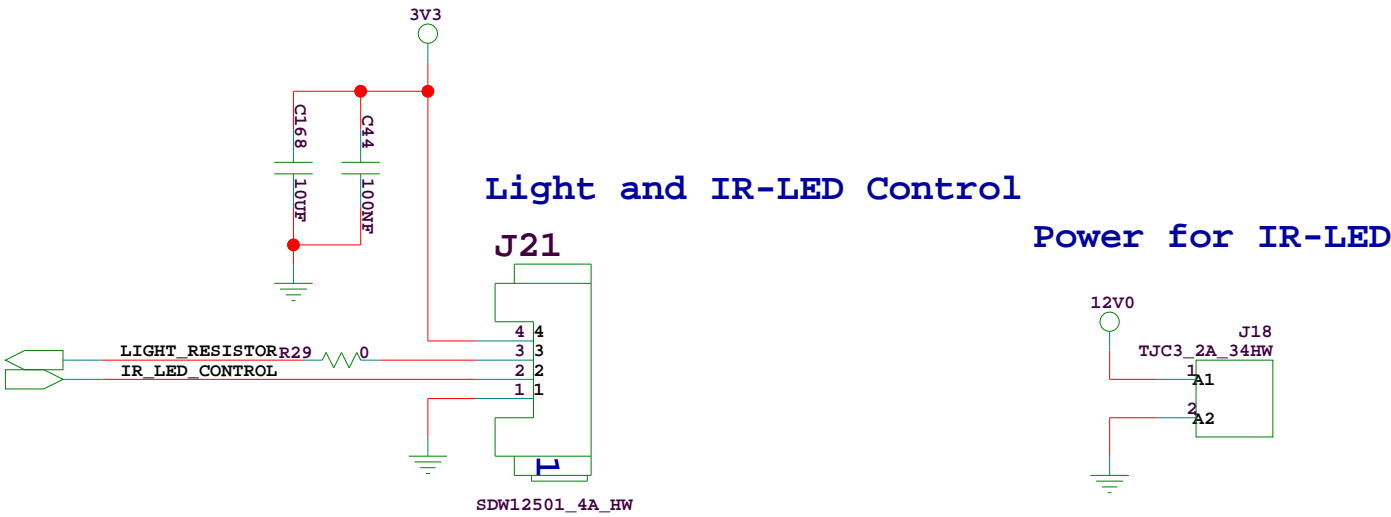 3V3
C168
C44
10UF
100NF
Light and IR-LED Control
J21
Power for IR-LED
12V0
J18
TJC3_2A_34HW
4 4
LIGHT_RESISTOR R29 0 3 3
IR_LED_CONTROL 2 2
1 1
1 A1
2 A2
1
SDW12501_4A_HW